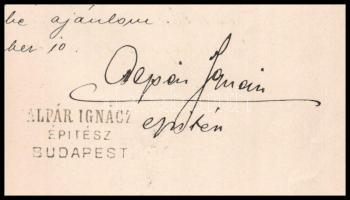 be ajánlom.
ber 10.
Alpár Ignác
építész
ALPÁR IGNÁCZ
ÉPITÉSZ
BUDAPEST